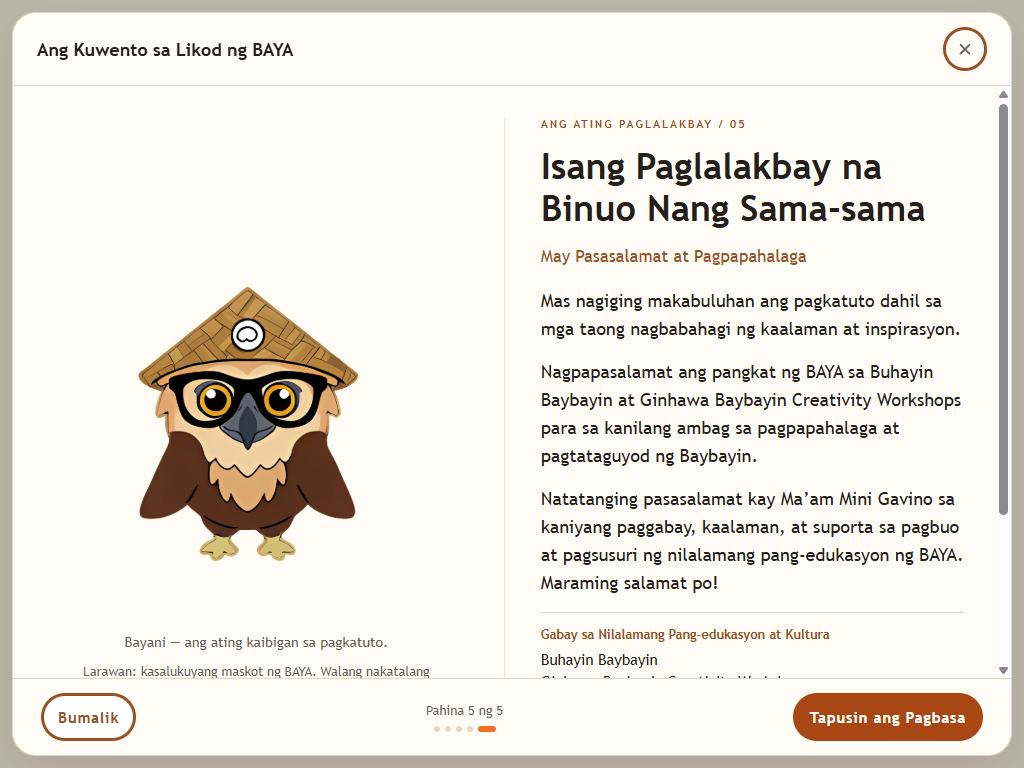 Ang Kuwento sa Likod ng BAYA
Bayani — ang ating kaibigan sa pagkatuto.
Larawan: kasalukuyang maskot ng BAYA. Walang nakatalang
ANG ATING PAGLALAKBAY / 05
Isang Paglalakbay na
Binuo Nang Sama-sama
May Pasasalamat at Pagpapahalaga
Mas nagiging makabuluhan ang pagkatuto dahil sa
mga taong nagbabahagi ng kaalaman at inspirasyon.
Nagpapasalamat ang pangkat ng BAYA sa Buhayin
Baybayin at Ginhawa Baybayin Creativity Workshops
para sa kanilang ambag sa pagpapahalaga at
pagtataguyod ng Baybayin.
Natatanging pasasalamat kay Ma’am Mini Gavino sa
kaniyang paggabay, kaalaman, at suporta sa pagbuo
at pagsusuri ng nilalamang pang-edukasyon ng BAYA.
Maraming salamat po!
Gabay sa Nilalamang Pang-edukasyon at Kultura
Buhayin Baybayin
Bumalik
Pahina 5 ng 5
Tapusin ang Pagbasa